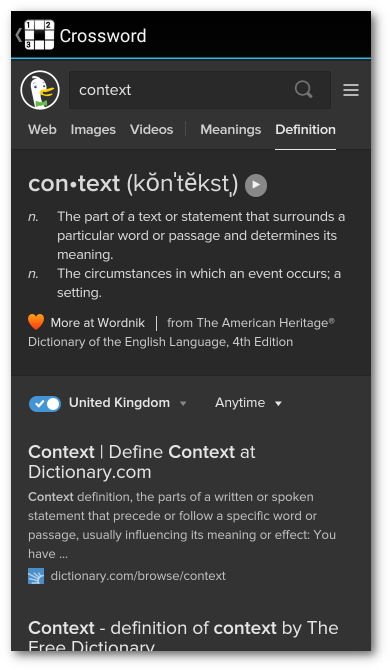 Crossword
context
Web Images Videos Meanings Definition
con•text (kŏnˈtĕkstˌ)
n. The part of a text or statement that surrounds a
particular word or passage and determines its
meaning.
n. The circumstances in which an event occurs; a
setting.
More at Wordnik | from The American Heritage®
Dictionary of the English Language, 4th Edition
United Kingdom Anytime
Context | Define Context at
Dictionary.com
Context definition, the parts of a written or spoken
statement that precede or follow a specific word or
passage, usually influencing its meaning or effect: You
have ...
dictionary.com/browse/context
Context - definition of context by The
Free Dictionary